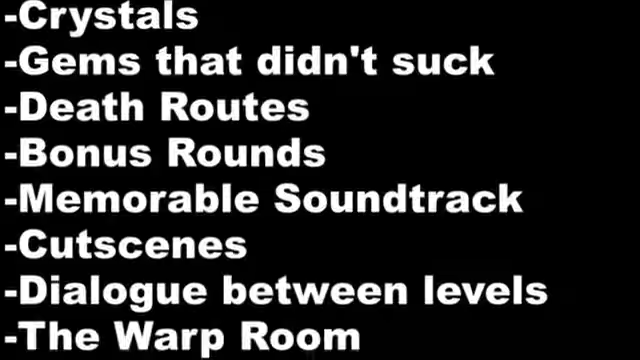 -Crystals
-Gems that didn't suck
-Death Routes
-Bonus Rounds
-Memorable Soundtrack
-Cutscenes
-Dialogue between levels
-The Warp Room